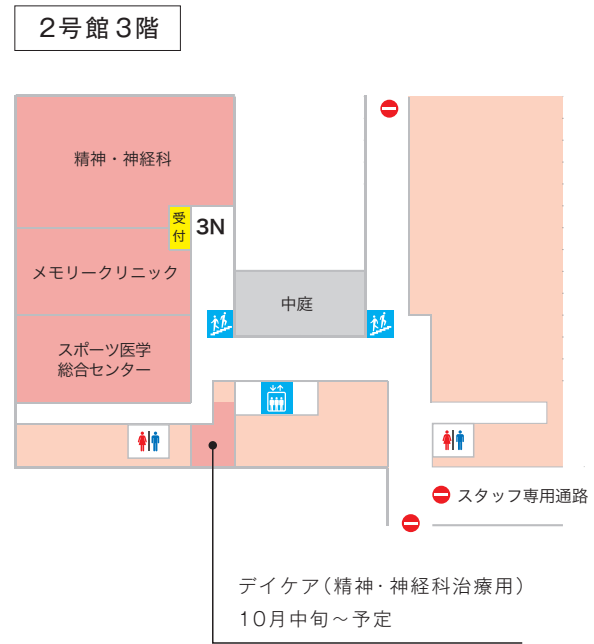 2号館3階
精神・神経科
受付
3N
メモリークリニック
中庭
スポーツ医学
総合センター
スタッフ専用通路
デイケア(精神・神経科治療用)
10月中旬～予定